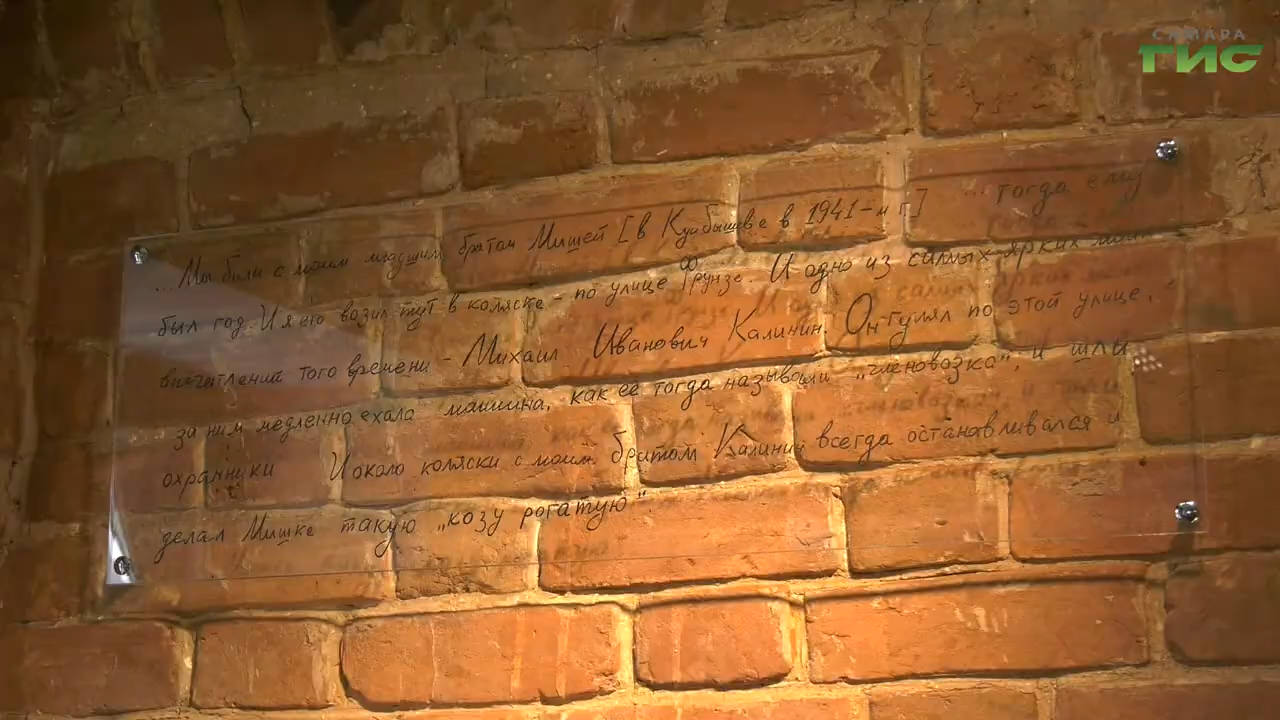 САМАРА
ГИС
...Мы были с моим младшим братом Мишей [в Куйбышеве в 1941-м г.] ...тогда ему
был год. И я его возил тут в коляске - по улице Фрунзе. И одно из самых ярких моих
впечатлений того времени - Михаил Иванович Калинин. Он гулял по этой улице,
за ним медленно ехала машина, как её тогда называли „членовозка", и шли
охранники И около коляски с моим братом Калинин всегда останавливался и
делал Мишке такую „козу рогатую".